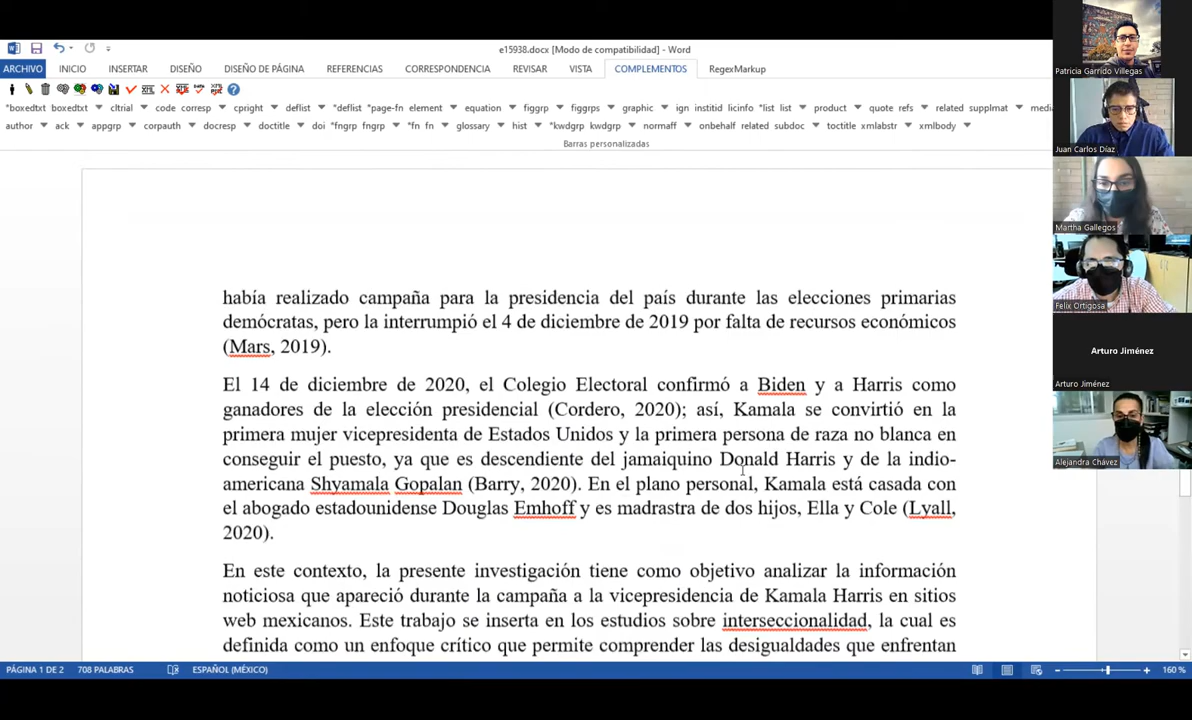 e15938.docx [Modo de compatibilidad] - Word
ARCHIVO INICIO INSERTAR DISEÑO DISEÑO DE PÁGINA REFERENCIAS CORRESPONDENCIA REVISAR VISTA COMPLEMENTOS RegexMarkup
*boxedtxt boxedtxt cltrial code corresp cpright deflist *deflist *page-fn element equation figgrp figgrps graphic ign institid licinfo *list list product quote refs related supplmat media
author ack appgrp corpauth docresp doctitle doi *fngrp fngrp *fn fn glossary hist *kwdgrp kwdgrp normaff onbehalf related subdoc toctitle xmlabstr xmlbody
Barras personalizadas
había realizado campaña para la presidencia del país durante las elecciones primarias
demócratas, pero la interrumpió el 4 de diciembre de 2019 por falta de recursos económicos
(Mars, 2019).
El 14 de diciembre de 2020, el Colegio Electoral confirmó a Biden y a Harris como
ganadores de la elección presidencial (Cordero, 2020); así, Kamala se convirtió en la
primera mujer vicepresidenta de Estados Unidos y la primera persona de raza no blanca en
conseguir el puesto, ya que es descendiente del jamaiquino Donald Harris y de la indio-
americana Shyamala Gopalan (Barry, 2020). En el plano personal, Kamala está casada con
el abogado estadounidense Douglas Emhoff y es madrastra de dos hijos, Ella y Cole (Lyall,
2020).
En este contexto, la presente investigación tiene como objetivo analizar la información
noticiosa que apareció durante la campaña a la vicepresidencia de Kamala Harris en sitios
web mexicanos. Este trabajo se inserta en los estudios sobre interseccionalidad, la cual es
definida como un enfoque crítico que permite comprender las desigualdades que enfrentan
PÁGINA 1 DE 2 708 PALABRAS ESPAÑOL (MÉXICO) 160 %
Patricia Garrido Villegas
Juan Carlos Díaz
Martha Gallegos
Felix Ortigosa
Arturo Jiménez
Arturo Jiménez
Alejandra Chávez